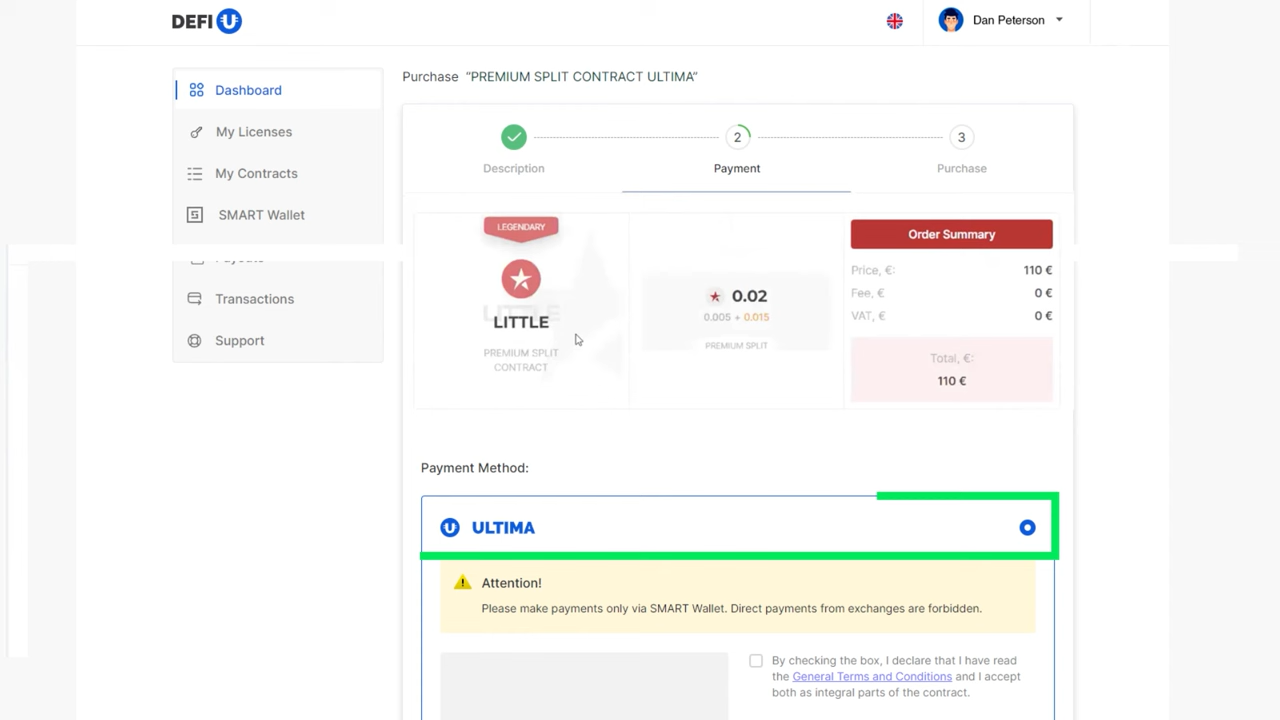 DEFI U
Dan Peterson
Dashboard
My Licenses
My Contracts
SMART Wallet
Transactions
Support
Purchase “PREMIUM SPLIT CONTRACT ULTIMA”
2
3
Description
Payment
Purchase
LEGENDARY
LITTLE
LITTLE
PREMIUM SPLIT
CONTRACT
0.02
0.005 + 0.015
PREMIUM SPLIT
Order Summary
Price, €: 110 €
Fee, € 0 €
VAT, € 0 €
Total, €:
110 €
Payment Method:
U ULTIMA
Attention!
Please make payments only via SMART Wallet. Direct payments from exchanges are forbidden.
By checking the box, I declare that I have read
the General Terms and Conditions and I accept
both as integral parts of the contract.